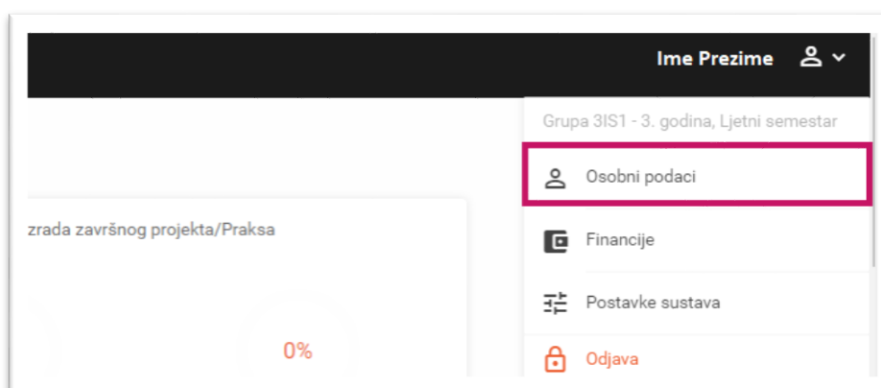 Ime Prezime
Grupa 3IS1 - 3. godina, Ljetni semestar
Osobni podaci
zrada završnog projekta/Praksa
Financije
Postavke sustava
0%
Odjava